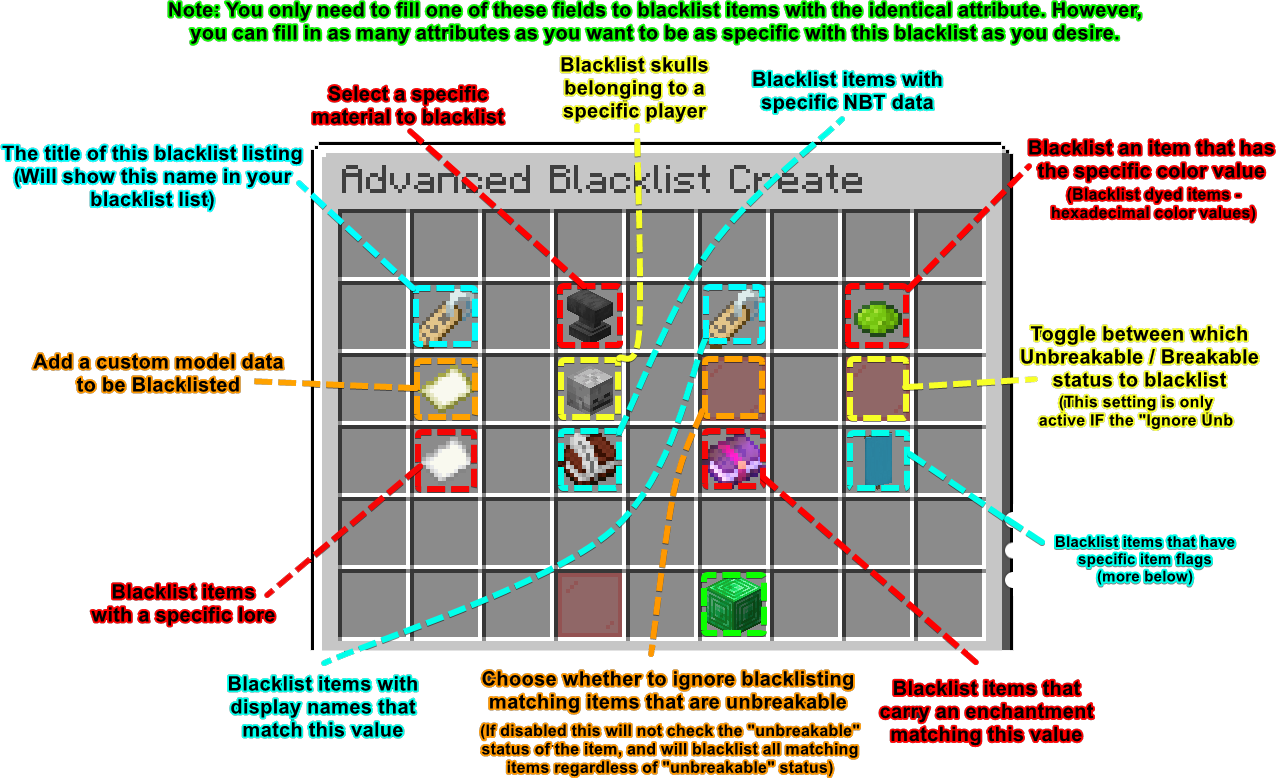 Note: You only need to fill one of these fields to blacklist items with the identical attribute. However,
you can fill in as many attributes as you want to be as specific with this blacklist as you desire.
Blacklist skulls
belonging to a
specific player
Blacklist items with
specific NBT data
Select a specific
material to blacklist
The title of this blacklist listing
(Will show this name in your
blacklist list)
Blacklist an item that has
the specific color value
(Blacklist dyed items -
hexadecimal color values)
Advanced Blacklist Create
Add a custom model data
to be Blacklisted
Toggle between which
Unbreakable / Breakable
status to blacklist
(This setting is only
active IF the "Ignore Unb
Blacklist items that have
specific item flags
(more below)
Blacklist items
with a specific lore
Blacklist items with
display names that
match this value
Choose whether to ignore blacklisting
matching items that are unbreakable
(If disabled this will not check the "unbreakable"
status of the item, and will blacklist all matching
items regardless of "unbreakable" status)
Blacklist items that
carry an enchantment
matching this value